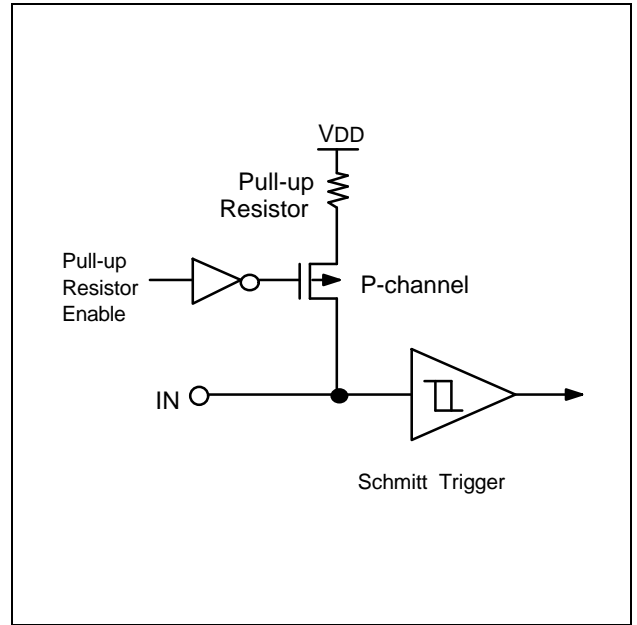 VDD
Pull-up
Resistor
Pull-up
Resistor
Enable
P-channel
IN
Schmitt Trigger